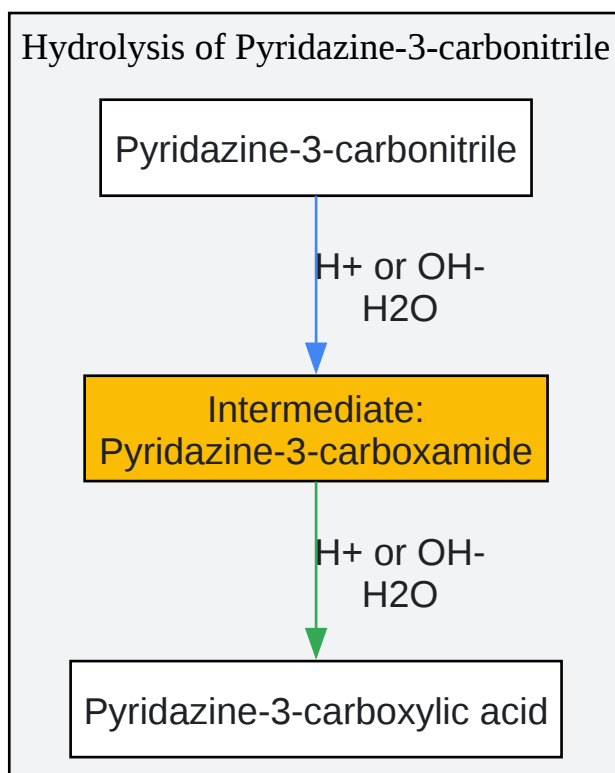 Hydrolysis of Pyridazine-3-carbonitrile
Pyridazine-3-carbonitrile
H+ or OH-
H2O
Intermediate:
Pyridazine-3-carboxamide
H+ or OH-
H2O
Pyridazine-3-carboxylic acid